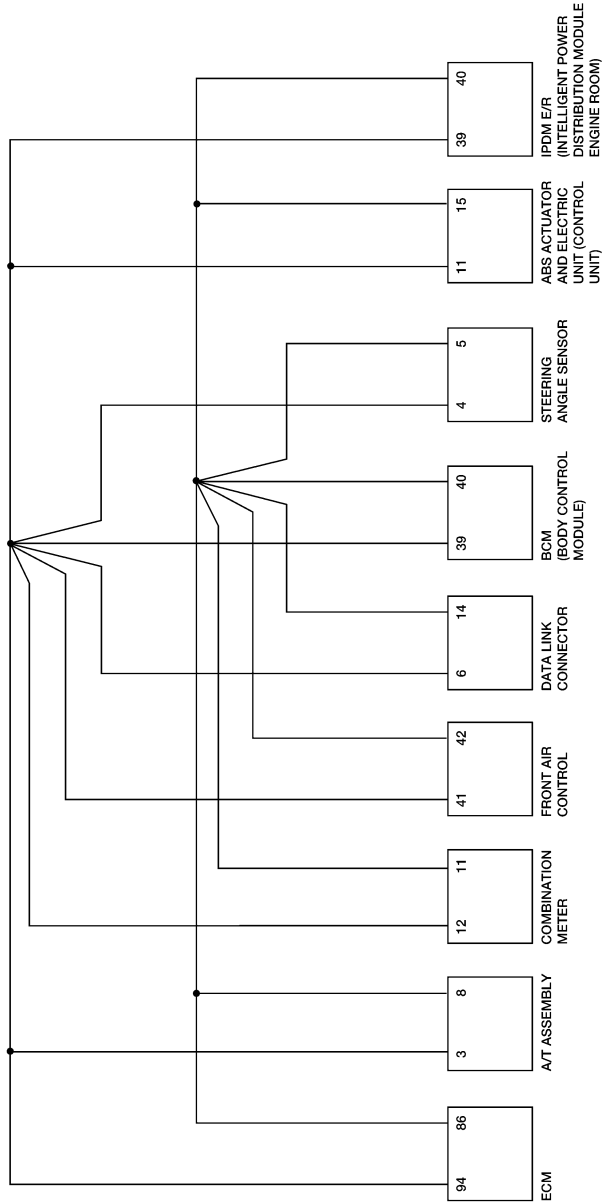 94 86
ECM
3 8
A/T ASSEMBLY
12 11
COMBINATION
METER
41 42
FRONT AIR
CONTROL
6 14
DATA LINK
CONNECTOR
39 40
BCM
(BODY CONTROL
MODULE)
4 5
STEERING
ANGLE SENSOR
11 15
ABS ACTUATOR
AND ELECTRIC
UNIT (CONTROL
UNIT)
39 40
IPDM E/R
(INTELLIGENT POWER
DISTRIBUTION MODULE
ENGINE ROOM)